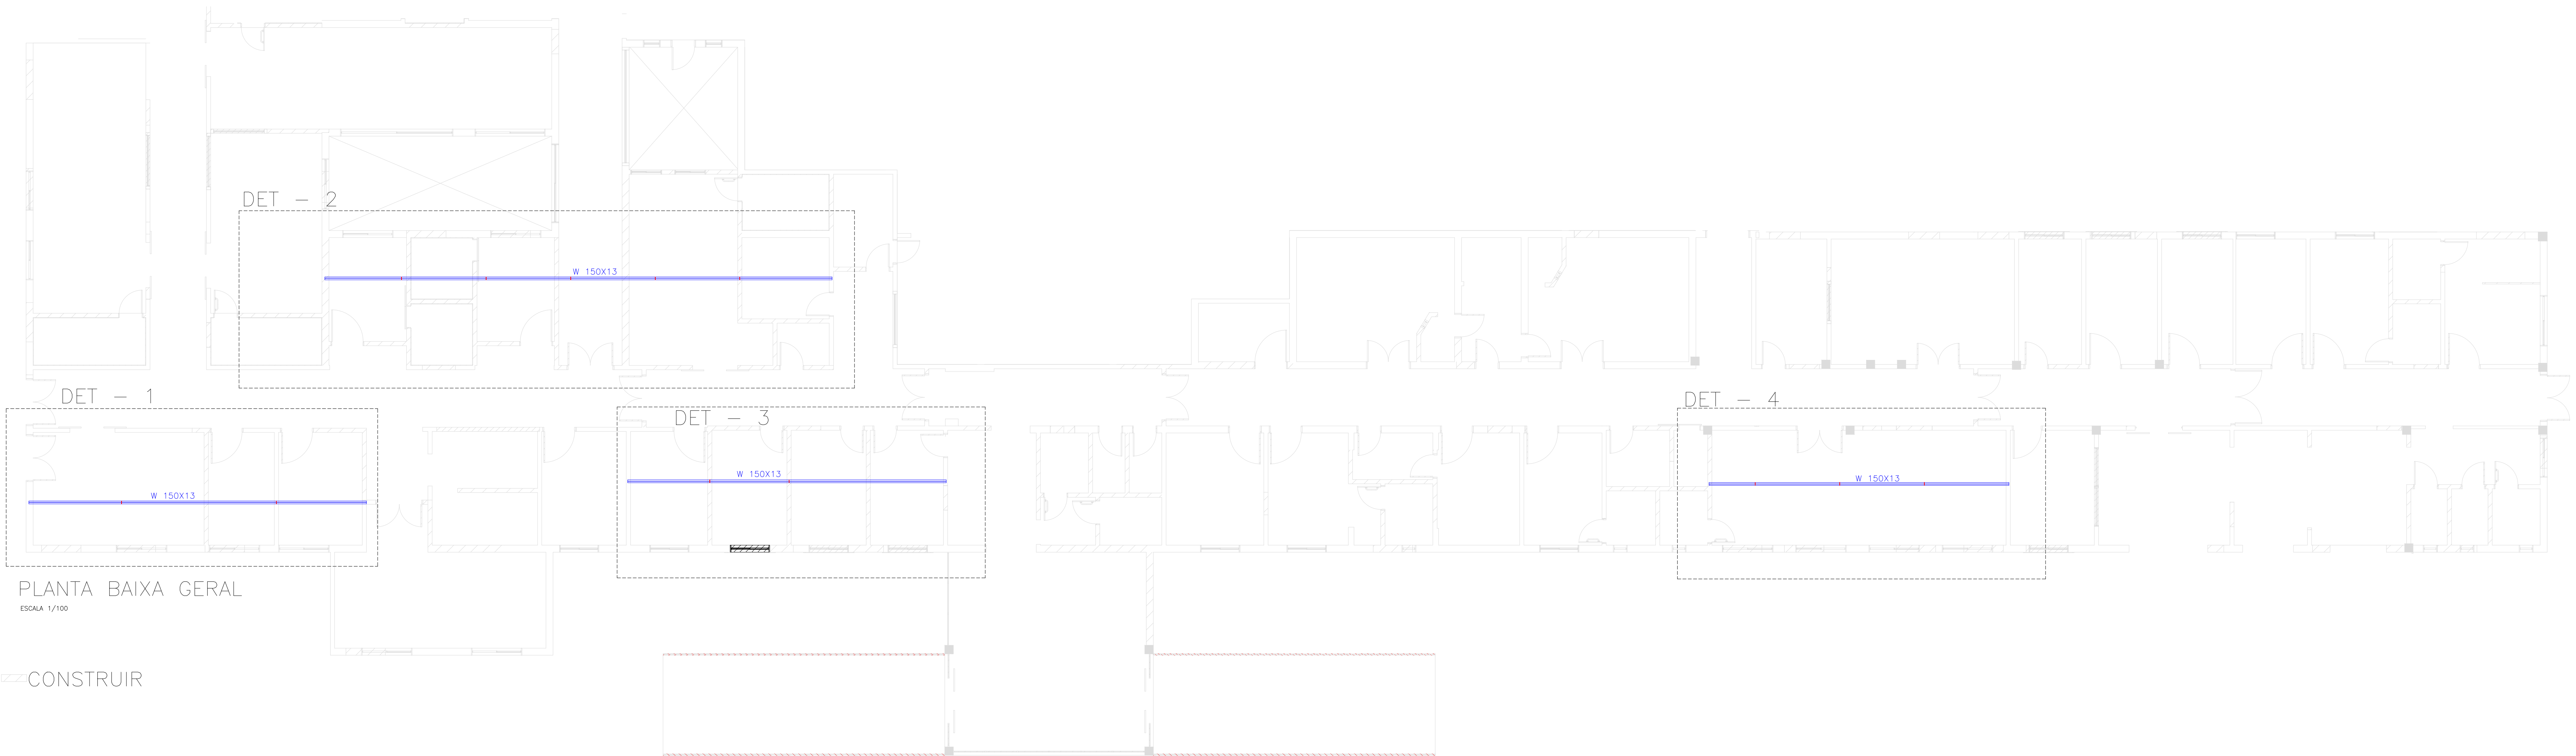 DET - 2
W 150X13
DET - 1
W 150X13
DET - 3
W 150X13
DET - 4
W 150X13
PLANTA BAIXA GERAL
ESCALA 1/100
CONSTRUIR